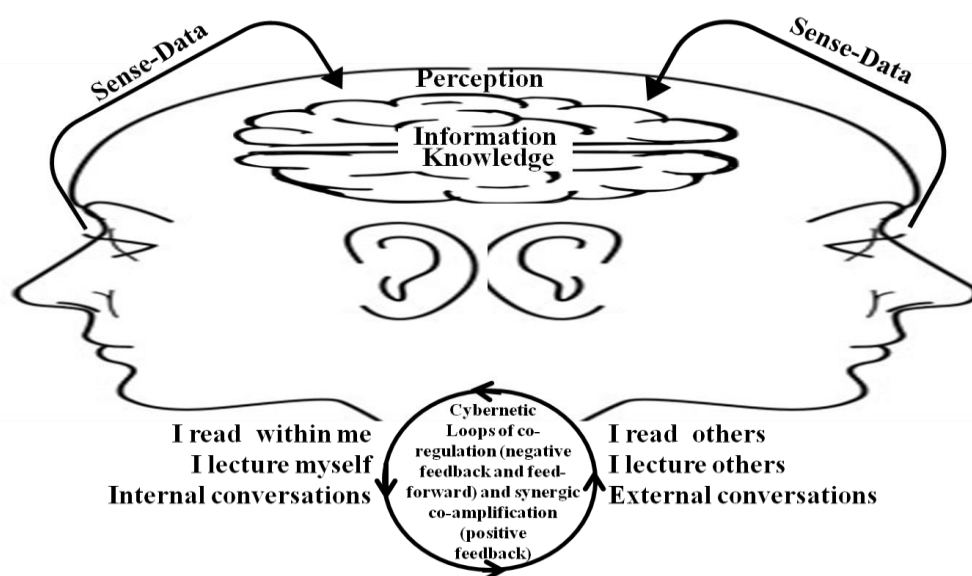 Sense-Data
Sense-Data
Perception
Information
Knowledge
I read within me
I lecture myself
Internal conversations
Cybernetic
Loops of co-
regulation (negative
feedback and feed-
forward) and synergic
co-amplification
(positive
feedback)
I read others
I lecture others
External conversations